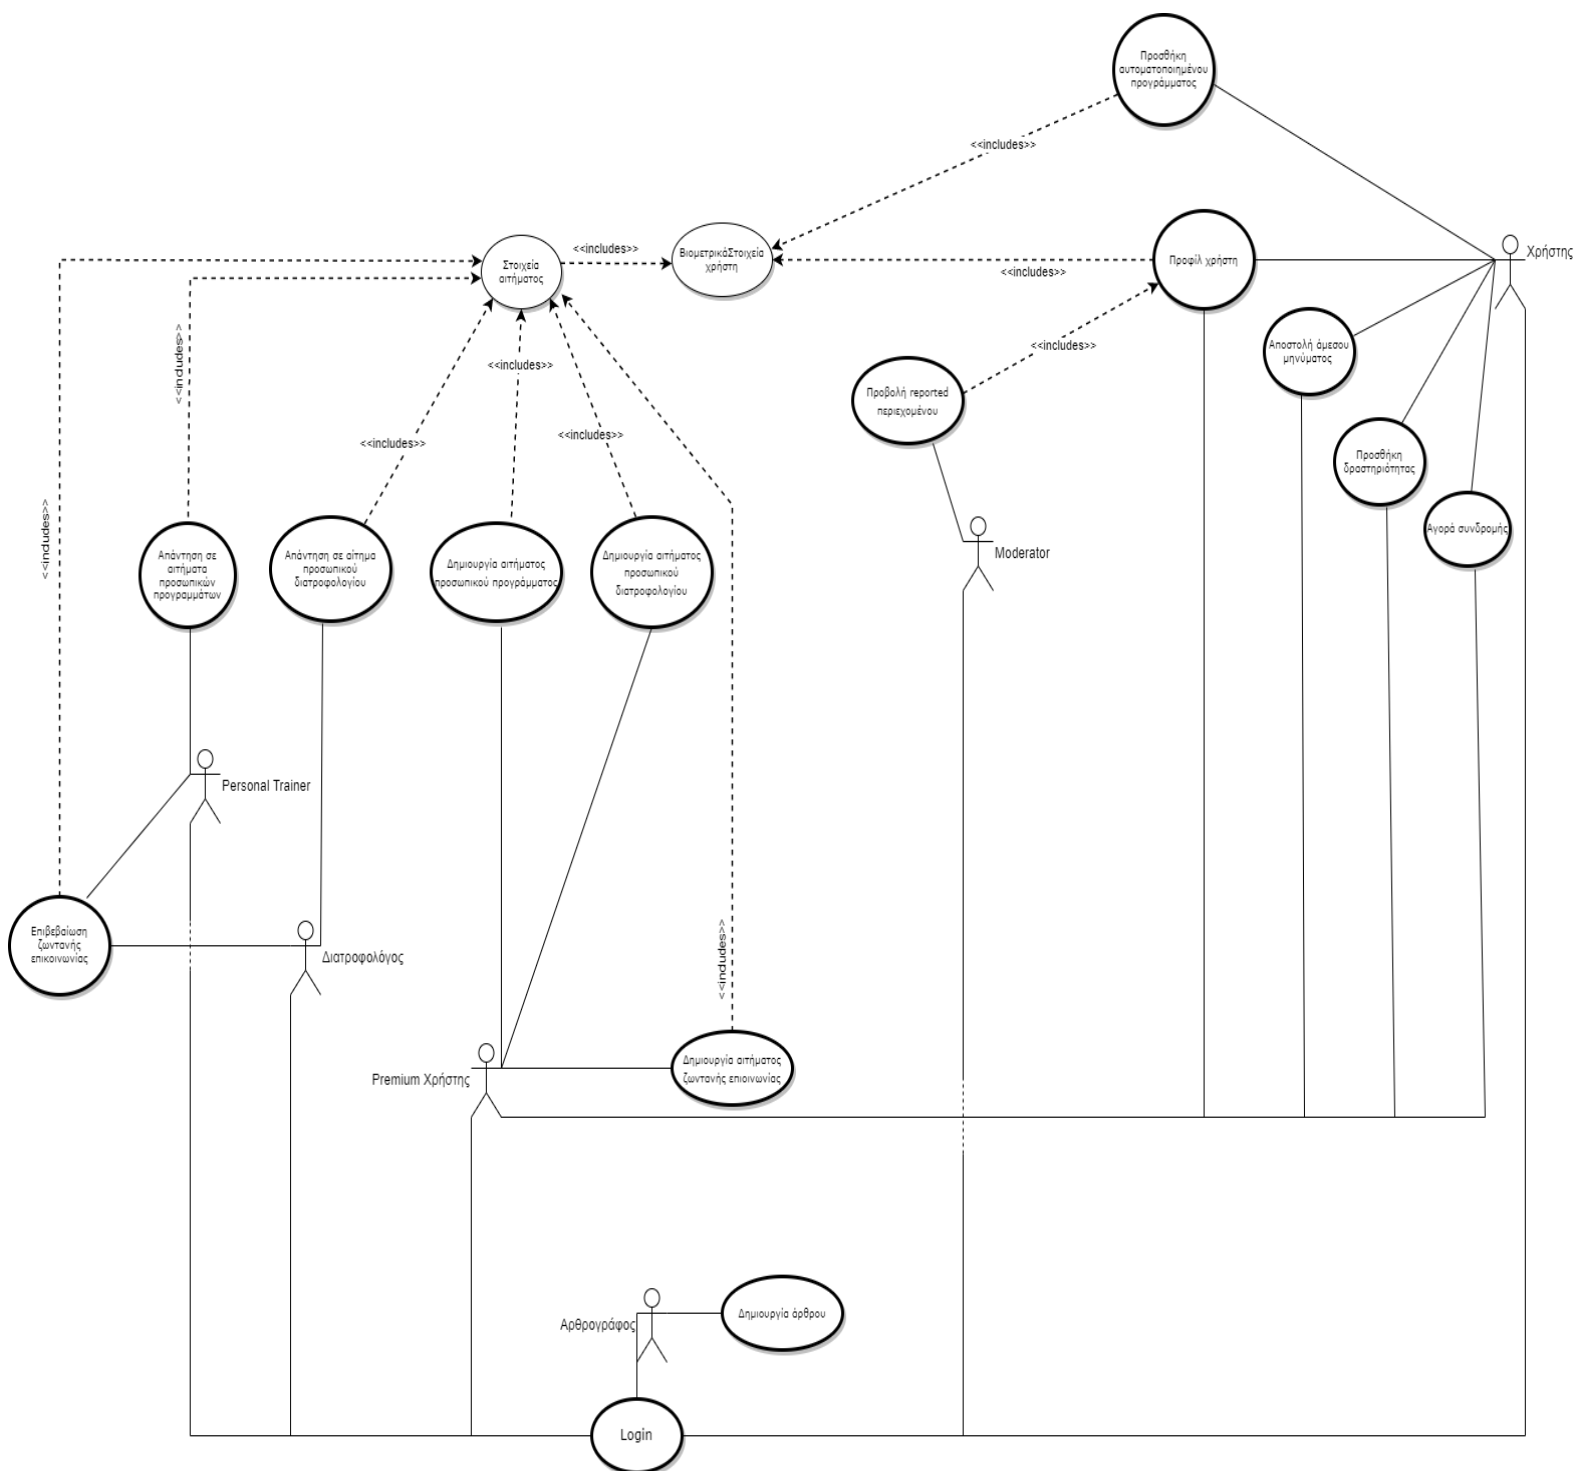 Προσθήκη
αυτοματοποιημένου
προγράμματος
<<includes>>
Χρήστης
<<includes>>
Στοιχεία
αιτήματος
ΒιομετρικάΣτοιχεία
χρήστη
Προφίλ χρήστη
<<includes>>
<<includes>>
<<includes>>
<<includes>>
Αποστολή άμεσου
μηνύματος
Προβολή reported
περιεχομένου
<<includes>>
<<includes>>
Προσθήκη
δραστηριότητας
<<includes>>
Αγορά συνδρομής
Απάντηση σε
αιτήματα
προσωπικών
προγραμμάτων
Απάντηση σε αίτημα
προσωπικού
διατροφολογίου
Δημιουργία αιτήματος
προσωπικού προγράμματος
Δημιουργία αιτήματος
προσωπικού
διατροφολογίου
Moderator
Personal Trainer
Επιβεβαίωση
ζωντανής
επικοινωνίας
Διατροφολόγος
<<includes>>
Premium Χρήστης
Δημιουργία αιτήματος
ζωντανής επιοινωνίας
Αρθρογράφος
Δημιουργία άρθρου
Login